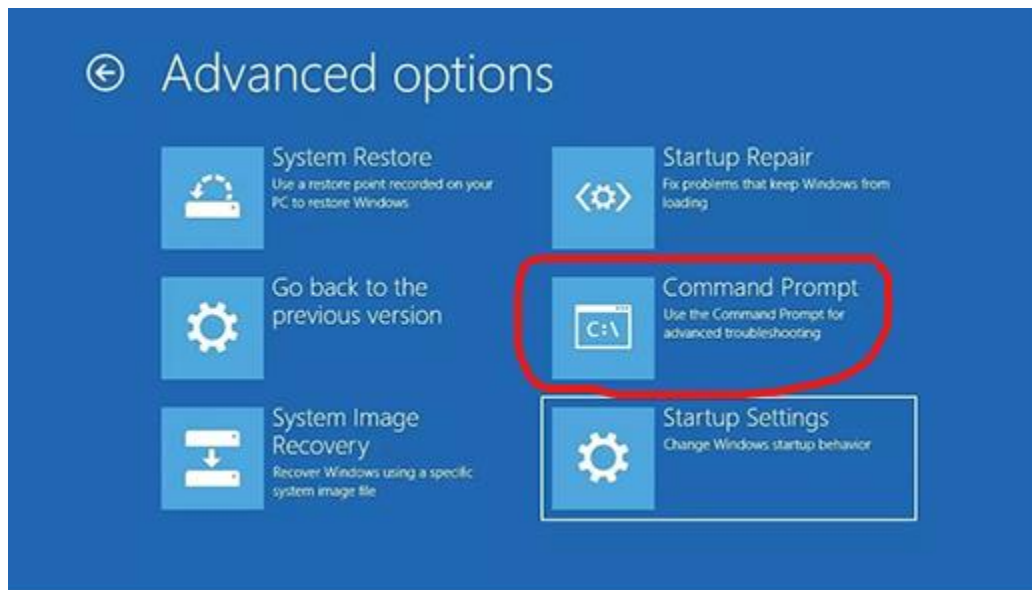 Advanced options
System Restore
Use a restore point recorded on your
PC to restore Windows
Startup Repair
Fix problems that keep Windows from
loading
Go back to the
previous version
C:\
Command Prompt
Use the Command Prompt for
advanced troubleshooting
System Image
Recovery
Recover Windows using a specific
system image file
Startup Settings
Change Windows startup behavior